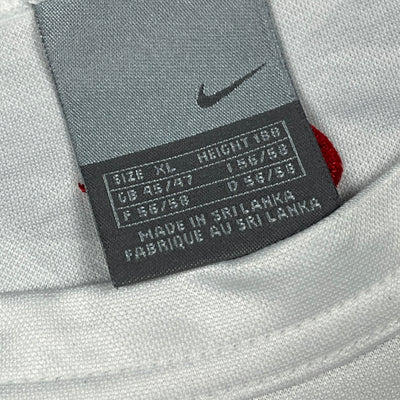 SIZE XL HEIGHT 188
GB 45/47 I 56/58
F 56/58 D 56/58
MADE IN SRI LANKA
FABRIQUE AU SRI LANKA